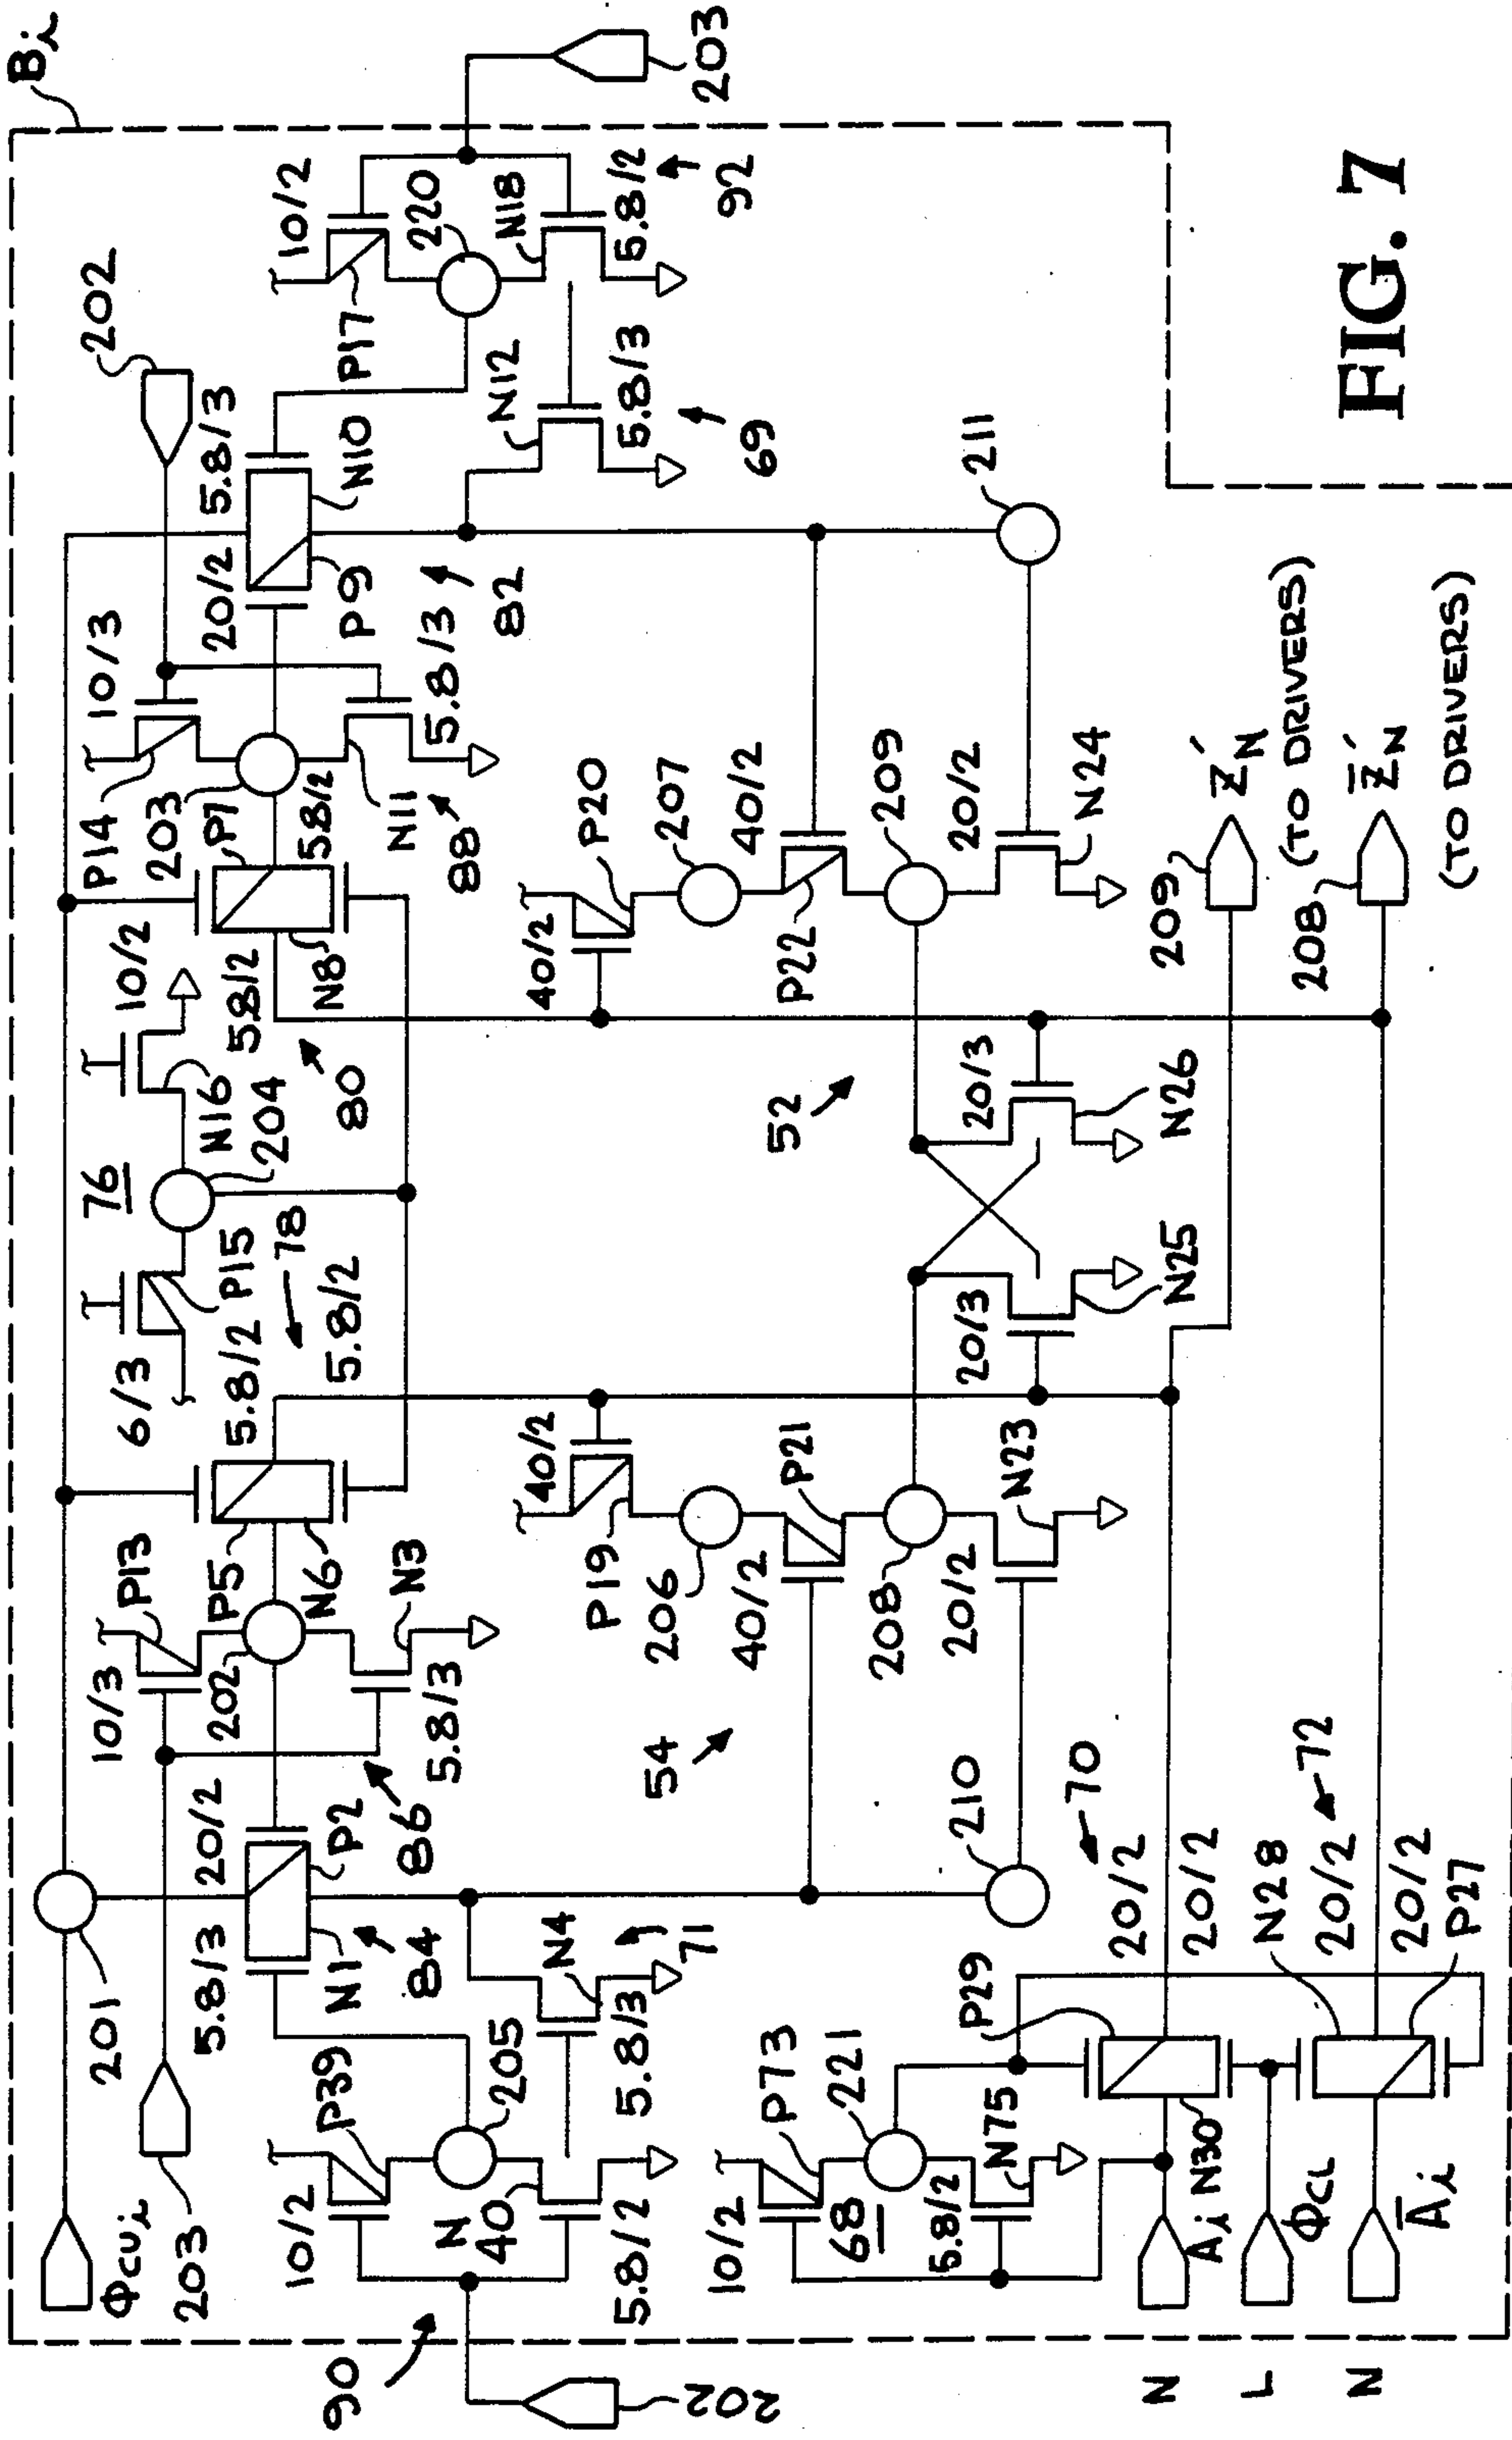 Bi
ΦCUi
201
203
202
203
10/3
P13
202
P5
N6
N3
5.8/3
86
5.8/3
20/2
N1
P2
84
10/2
P39
205
N
40
5.8/2
N4
5.8/3
71
90
202
6/3
P15
76
204
N16
10/2
5.8/2
78
5.8/2
5.8/2
N8
80
P14
10/3
203
P7
5.8/2
N11
5.8/3
88
20/2
5.8/3
P9
N10
82
10/2
P17
220
N18
5.8/2
92
N12
5.8/3
69
40/2
P19
206
40/2
P21
208
20/2
N23
54
210
40/2
P20
207
40/2
P22
209
20/2
N24
52
211
20/3
N25
20/3
N26
10/2
P73
221
68
5.8/2
N75
P29
20/2
70
20/2
N30
N28
20/2
72
20/2
P27
N
Ai
L
ΦCL
N
A̅i
209
Z′N
(TO DRIVERS)
208
Z̅′N
(TO DRIVERS)
FIG. 7